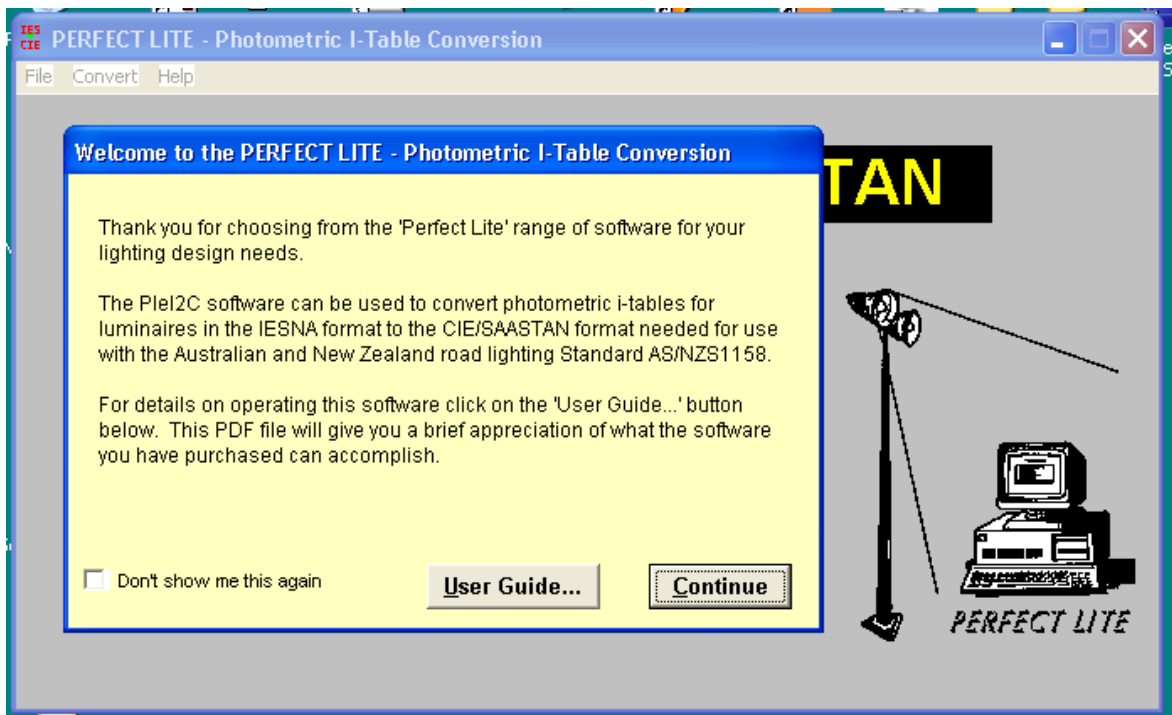 IES
CIE
PERFECT LITE - Photometric I-Table Conversion
File Convert Help
Welcome to the PERFECT LITE - Photometric I-Table Conversion
TAN
Thank you for choosing from the 'Perfect Lite' range of software for your
lighting design needs.
The PleI2C software can be used to convert photometric i-tables for
luminaires in the IESNA format to the CIE/SAASTAN format needed for use
with the Australian and New Zealand road lighting Standard AS/NZS1158.
For details on operating this software click on the 'User Guide...' button
below. This PDF file will give you a brief appreciation of what the software
you have purchased can accomplish.
Don't show me this again
User Guide...
Continue
PERFECT LITE